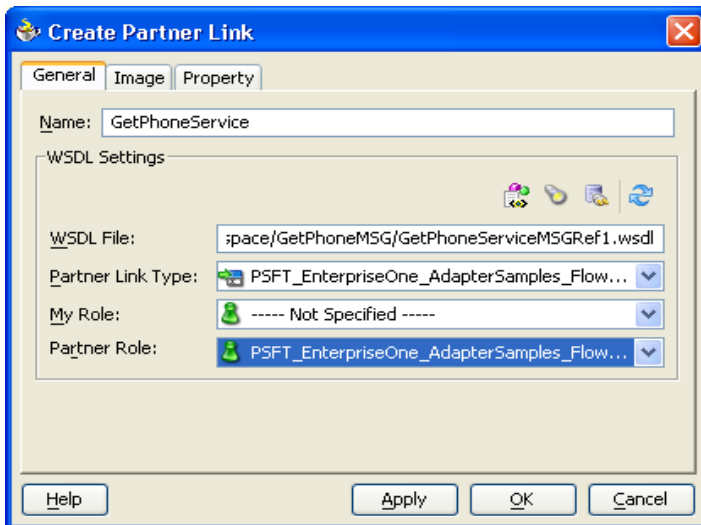 Create Partner Link
General Image Property
Name: GetPhoneService
WSDL Settings
WSDL File: space/GetPhoneMSG/GetPhoneServiceMSGRef1.wsdl
Partner Link Type: PSFT_EnterpriseOne_AdapterSamples_Flow...
My Role: ----- Not Specified -----
Partner Role: PSFT_EnterpriseOne_AdapterSamples_Flow...
Help Apply OK Cancel